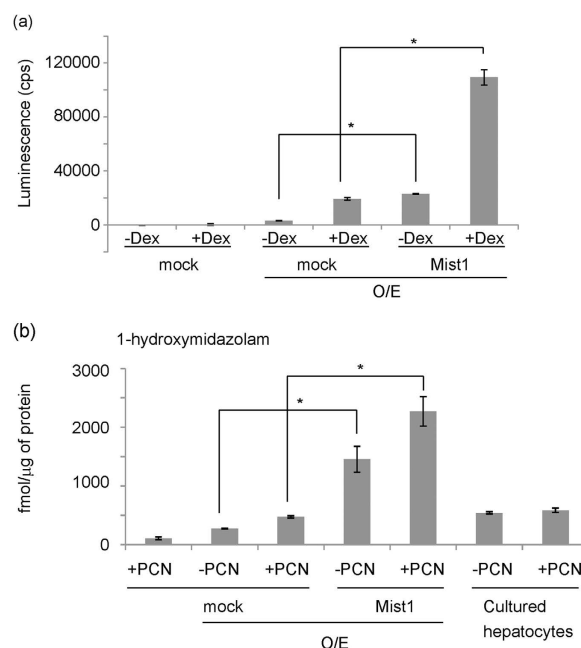 (a)
Luminescence (cps)
120000
80000
40000
0
*
*
-Dex +Dex -Dex +Dex -Dex +Dex
mock mock Mist1
O/E
(b)
1-hydroxymidazolam
fmol/µg of protein
3000
2000
1000
0
*
*
+PCN -PCN +PCN -PCN +PCN -PCN +PCN
mock Mist1 Cultured
hepatocytes
O/E